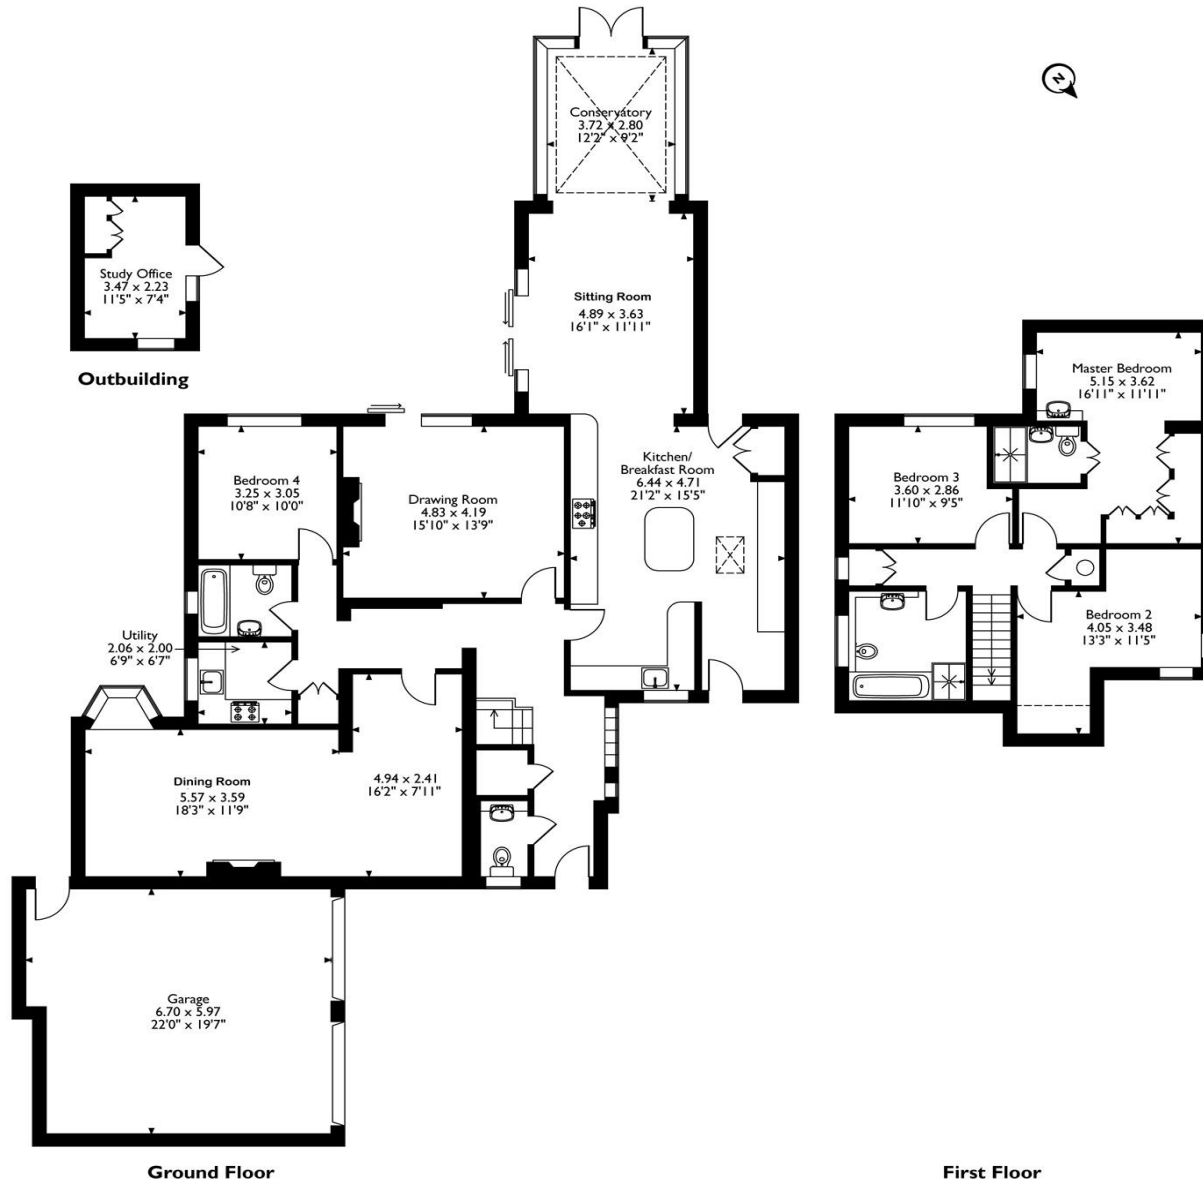 N
Conservatory
3.72 x 2.80
12'2" x 9'2"
Study Office
3.47 x 2.23
11'5" x 7'4"
Outbuilding
Sitting Room
4.89 x 3.63
16'1" x 11'11"
Master Bedroom
5.15 x 3.62
16'11" x 11'11"
Bedroom 4
3.25 x 3.05
10'8" x 10'0"
Drawing Room
4.83 x 4.19
15'10" x 13'9"
Kitchen/
Breakfast Room
6.44 x 4.71
21'2" x 15'5"
Bedroom 3
3.60 x 2.86
11'10" x 9'5"
Utility
2.06 x 2.00
6'9" x 6'7"
Bedroom 2
4.05 x 3.48
13'3" x 11'5"
Dining Room
5.57 x 3.59
18'3" x 11'9"
4.94 x 2.41
16'2" x 7'11"
Garage
6.70 x 5.97
22'0" x 19'7"
Ground Floor
First Floor